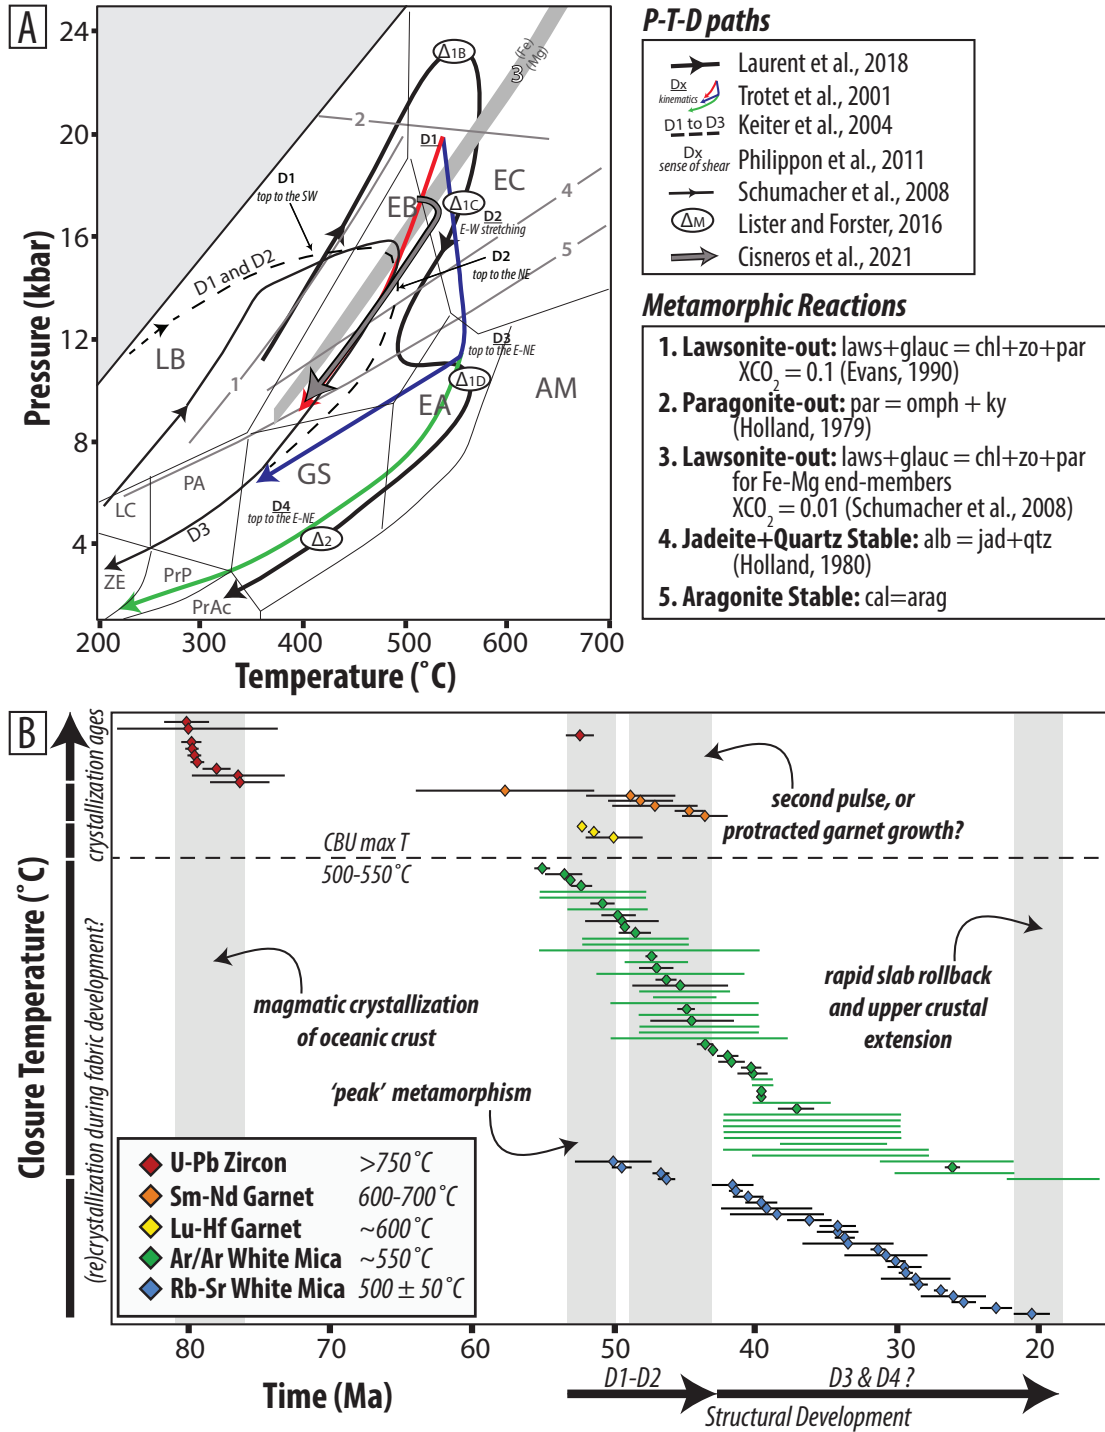 A
24
20
16
12
8
4
Pressure (kbar)
200
300
400
500
600
700
Temperature (˚C)
Δ1B
3
(Fe)
(Mg)
2
D1
D1
top to the SW
EC
EB
Δ1C
D2
E-W stretching
4
D2
top to the NE
5
D1 and D2
LB
D3
top to the E-NE
1
Δ1D
AM
EA
GS
PA
LC
D4
top to the E-NE
D3
Δ2
ZE
PrP
PrAc
P-T-D paths
Laurent et al., 2018
Dx
kinematics
Trotet et al., 2001
D1 to D3
Keiter et al., 2004
Dx
sense of shear
Philippon et al., 2011
Schumacher et al., 2008
ΔM
Lister and Forster, 2016
Cisneros et al., 2021
Metamorphic Reactions
1. Lawsonite-out: laws+glauc = chl+zo+par
XCO2 = 0.1 (Evans, 1990)
2. Paragonite-out: par = omph + ky
(Holland, 1979)
3. Lawsonite-out: laws+glauc = chl+zo+par
for Fe-Mg end-members
XCO2 = 0.01 (Schumacher et al., 2008)
4. Jadeite+Quartz Stable: alb = jad+qtz
(Holland, 1980)
5. Aragonite Stable: cal=arag
B
Closure Temperature (˚C)
crystallization ages
(re)crystallization during fabric development?
second pulse, or
protracted garnet growth?
CBU max T
500-550˚C
magmatic crystallization
of oceanic crust
rapid slab rollback
and upper crustal
extension
'peak' metamorphism
U-Pb Zircon >750˚C
Sm-Nd Garnet 600-700˚C
Lu-Hf Garnet ~600˚C
Ar/Ar White Mica ~550˚C
Rb-Sr White Mica 500 ± 50˚C
80
70
60
50
40
30
20
Time (Ma)
D1-D2
D3 & D4 ?
Structural Development